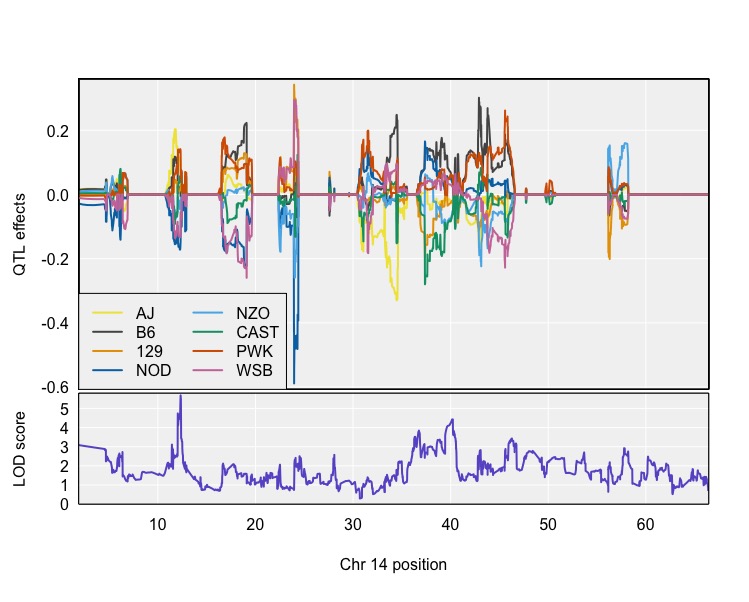 0.2
0.0
-0.2
-0.4
-0.6
QTL effects
AJ NZO
B6 CAST
129 PWK
NOD WSB
5
4
3
2
1
0
LOD score
10 20 30 40 50 60
Chr 14 position